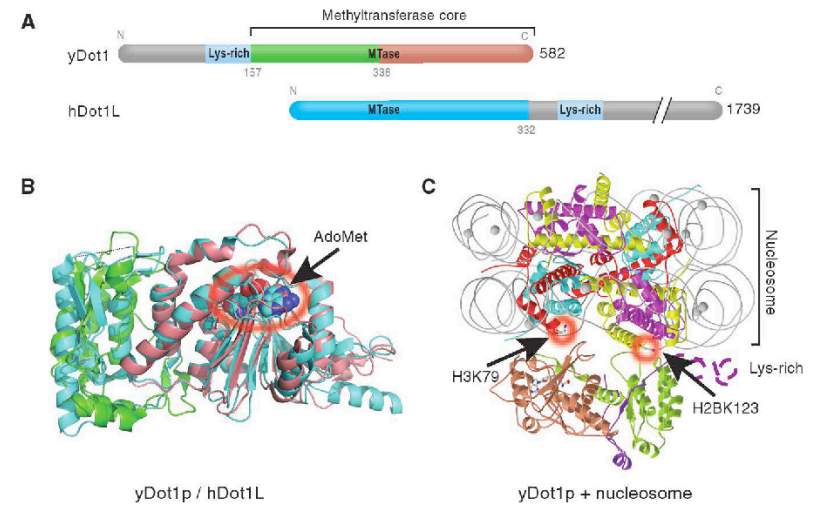 A
Methyltransferase core
N
C
yDot1
Lys-rich
MTase
582
157
338
N
C
hDot1L
MTase
Lys-rich
1739
332
B
C
AdoMet
Nucleosome
H3K79
Lys-rich
H2BK123
yDot1p / hDot1L
yDot1p + nucleosome